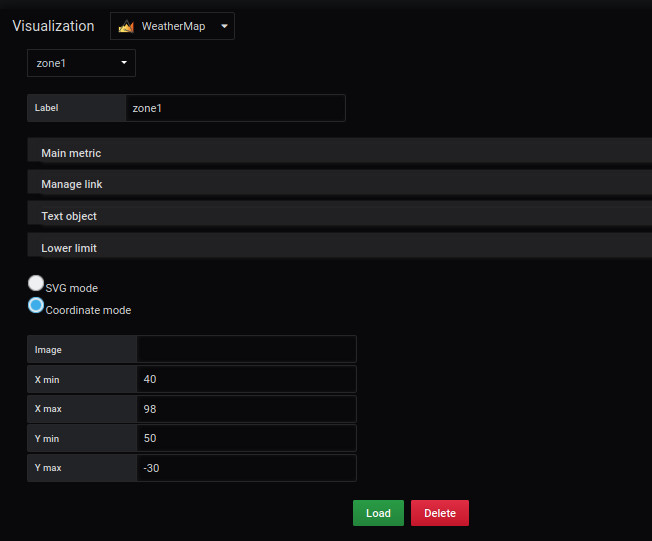 Visualization WeatherMap
zone1
Label zone1
Main metric
Manage link
Text object
Lower limit
SVG mode
Coordinate mode
Image
X min 40
X max 98
Y min 50
Y max -30
Load Delete